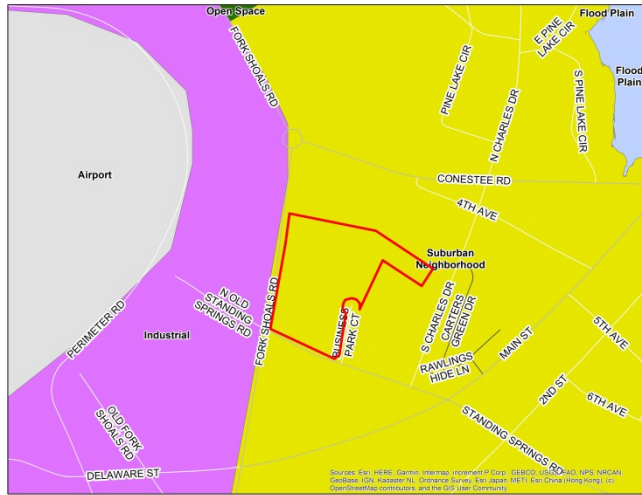 Open Space
Flood Plain
FORK SHOALS RD
E PINE
LAKE CIR
PINE LAKE CIR
N CHARLES DR
S PINE LAKE CIR
Flood
Plain
Airport
CONESTEE RD
4TH AVE
Suburban
Neighborhood
N OLD
STANDING
SPRINGS RD
FORK SHOALS RD
PERIMETER RD
Industrial
BUSINESS
PARK CT
S CHARLES DR
CARTERS
GREEN DR
MAIN ST
5TH AVE
RAWLINGS
HIDE LN
2ND ST
6TH AVE
OLD FORK
SHOALS RD
STANDING SPRINGS RD
DELAWARE ST
Sources: Esri, HERE, Garmin, Intermap, increment P Corp., GEBCO, USGS, FAO, NPS, NRCAN,
GeoBase, IGN, Kadaster NL, Ordnance Survey, Esri Japan, METI, Esri China (Hong Kong), (c)
OpenStreetMap contributors, and the GIS User Community